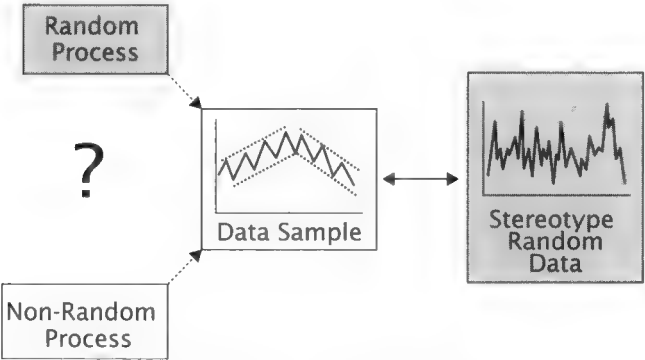 Random
Process
?
Data Sample
Stereotype
Random
Data
Non-Random
Process